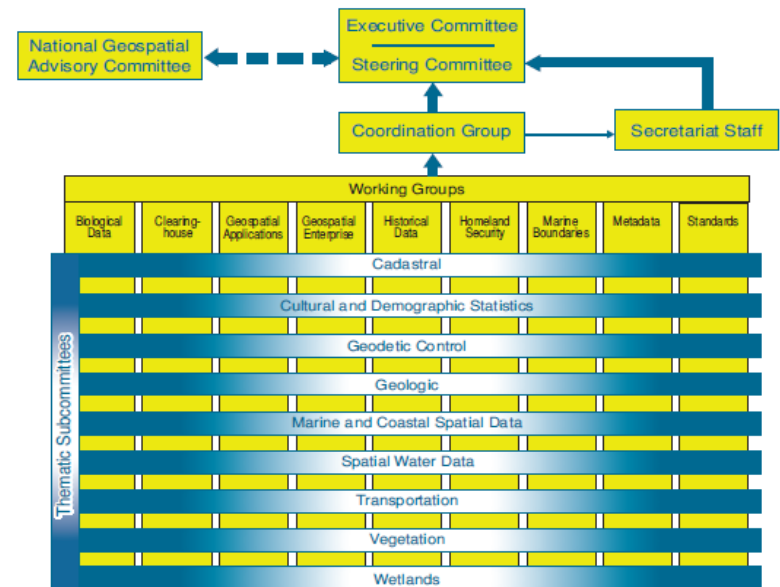 Executive Committee
National Geospatial
Advisory Committee
Steering Committee
Coordination Group
Secretariat Staff
Working Groups
Biological
Data
Clearing-
house
Geospatial
Applications
Geospatial
Enterprise
Historical
Data
Homeland
Security
Marine
Boundaries
Metadata
Standards
Thematic Subcommittees
Cadastral
Cultural and Demographic Statistics
Geodetic Control
Geologic
Marine and Coastal Spatial Data
Spatial Water Data
Transportation
Vegetation
Wetlands